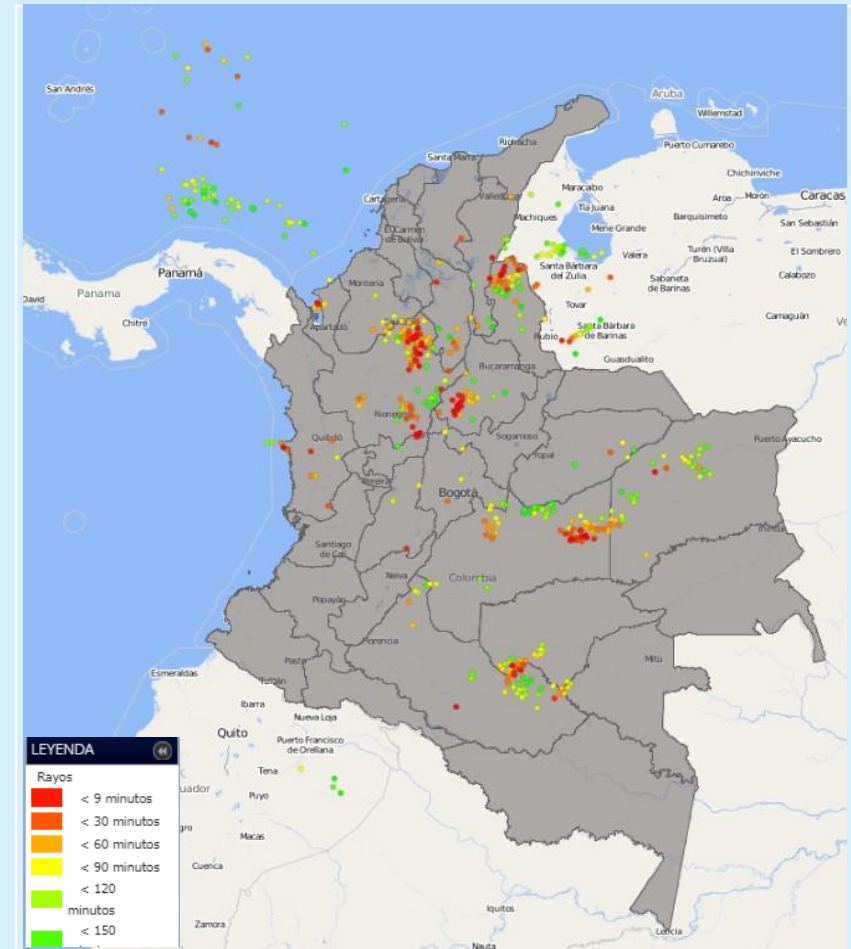 San Andrés
Aruba
Willemstad
Riohacha
Puerto Cumarebo
Santa Marta
Chichiriviche
Maracaibo
Caracas
Cartagena
Aroa
Morón
Tía Juana
Machiques
Barquisimeto
San Sebastián
El Carmen
de Bolívar
Mene Grande
Turén (Villa
Bruzual)
El Sombrero
Valera
Santa Bárbara
del Zulia
Panamá
Montería
Sabaneta
de Barinas
Calabozo
David
Panama
Tovar
Camaguán
Chitré
Apartadó
Santa Bárbara
de Barinas
Rubio
Guasdualito
Bucaramanga
Rionegro
Quibdó
Sogamoso
Puerto Ayacucho
Yopal
Pereira
Bogotá
Santiago
de Cali
Neiva
Colombia
Popayán
Florencia
Mitú
Pasto
Esmeraldas
Tulcán
Ibarra
Nueva Loja
Quito
Puerto Francisco
de Orellana
Tena
Puyo
Macas
Cuenca
Zamora
Iquitos
Nauta
Leticia
LEYENDA
Rayos
< 9 minutos
< 30 minutos
< 60 minutos
< 90 minutos
< 120
minutos
< 150